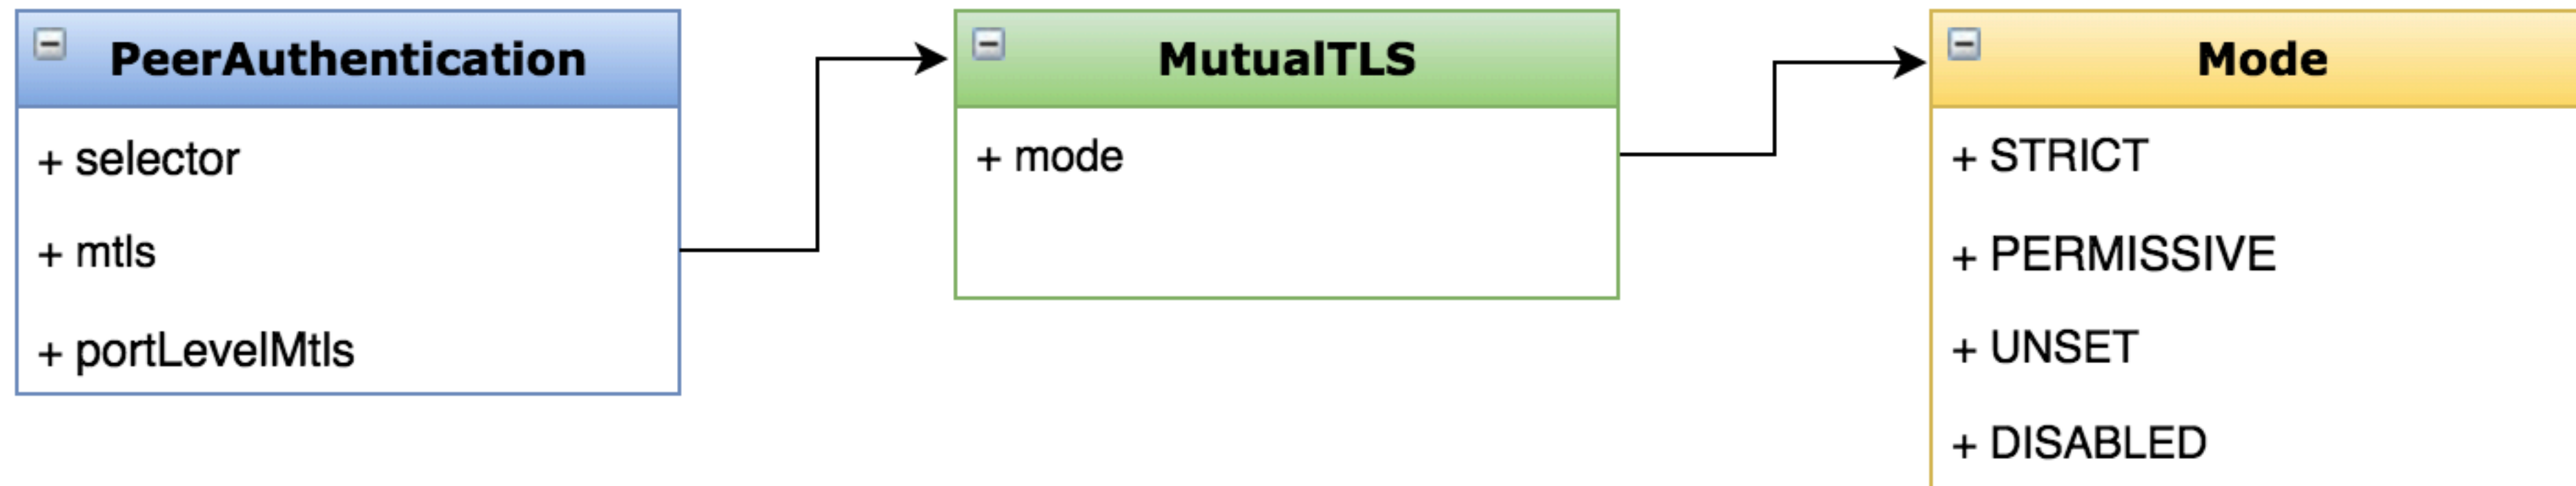 PeerAuthentication
+ selector
+ mtls
+ portLevelMtls
MutualTLS
+ mode
Mode
+ STRICT
+ PERMISSIVE
+ UNSET
+ DISABLED